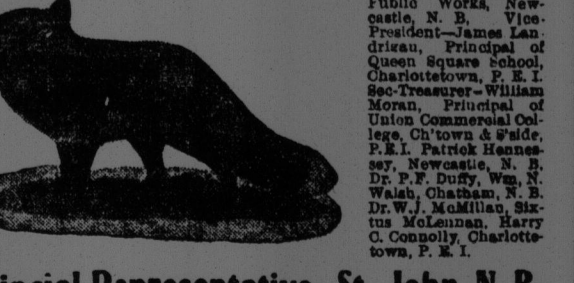 Public Works, New-
castle, N. B, Vice-
President—James Lan-
drigau, Principal of
Queen Square School,
Charlottetown, P. E. I.
Sec-Treasurer—William
Moran, Principal of
Union Commercial Col-
lege, Ch'town & S'side,
P.E.I. Patrick Hennes-
sey, Newcastle, N. B.
Dr. P.F. Duffy, Wm, N.
Walsh, Chatham, N. B.
Dr. W. J. McMillan, Six-
tus McLennan, Harry
C. Connolly, Charlotte-
town, P. E. I.
Representative, St. John N.B.